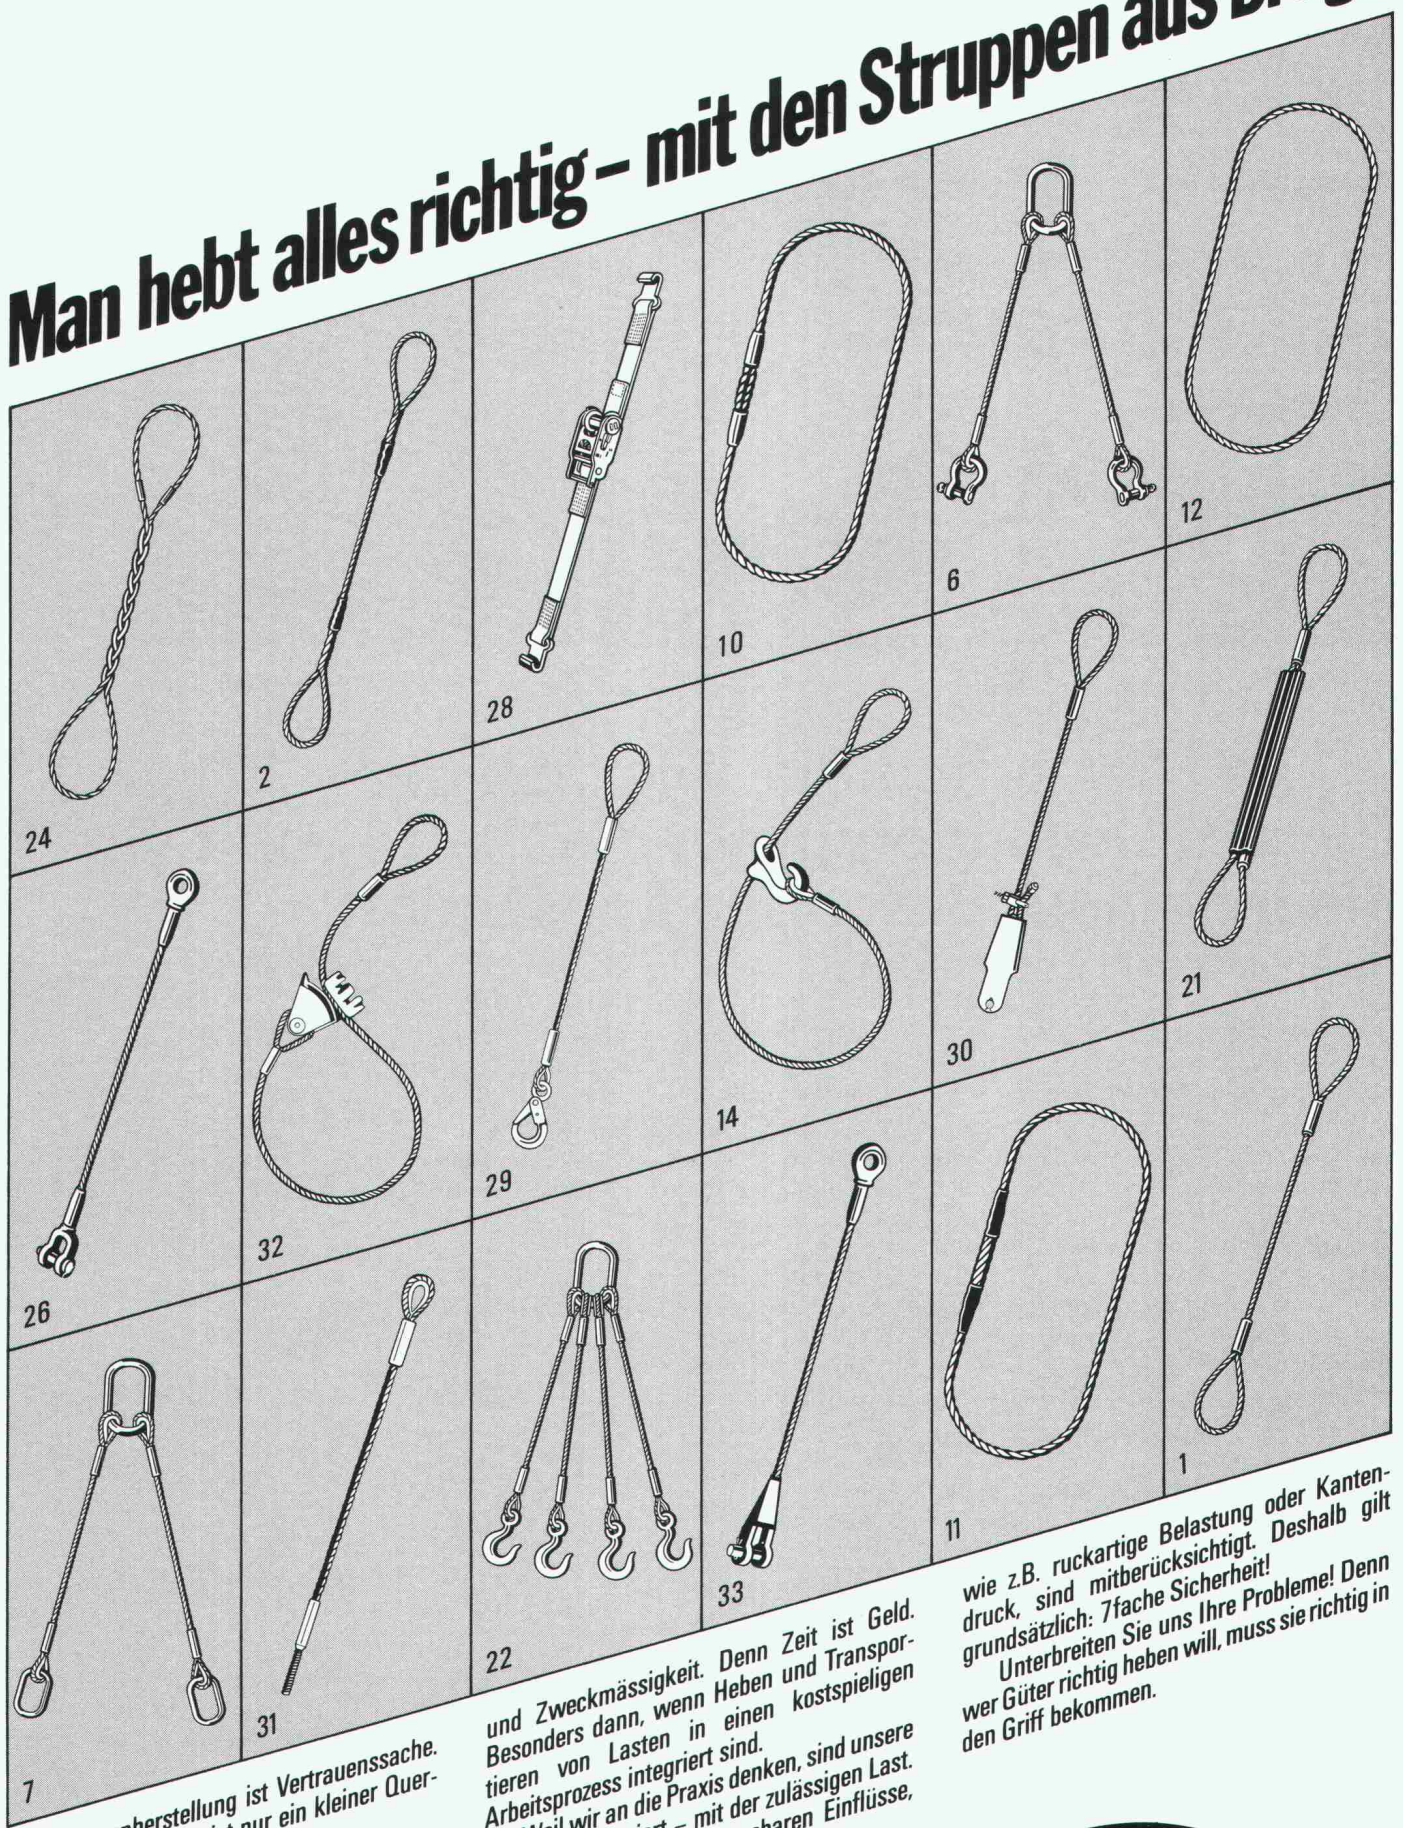 Man hebt alles richtig – mit den Struppen aus
24
2
28
10
6
12
26
32
29
14
30
21
7
31
22
33
11
1
ist Vertrauenssache.
nur ein kleiner Quer-
und Zweckmässigkeit. Denn Zeit ist Geld.
Besonders dann, wenn Heben und Transpor-
tieren von Lasten in einen kostspieligen
Arbeitsprozess integriert sind.
Weil wir an die Praxis denken, sind unsere
– mit der zulässigen Last.
Einflüsse,
wie z.B. ruckartige Belastung oder Kanten-
druck, sind mitberücksichtigt. Deshalb gilt
grundsätzlich: 7fache Sicherheit!
Unterbreiten Sie uns Ihre Probleme! Denn
wer Güter richtig heben will, muss sie richtig in
den Griff bekommen.